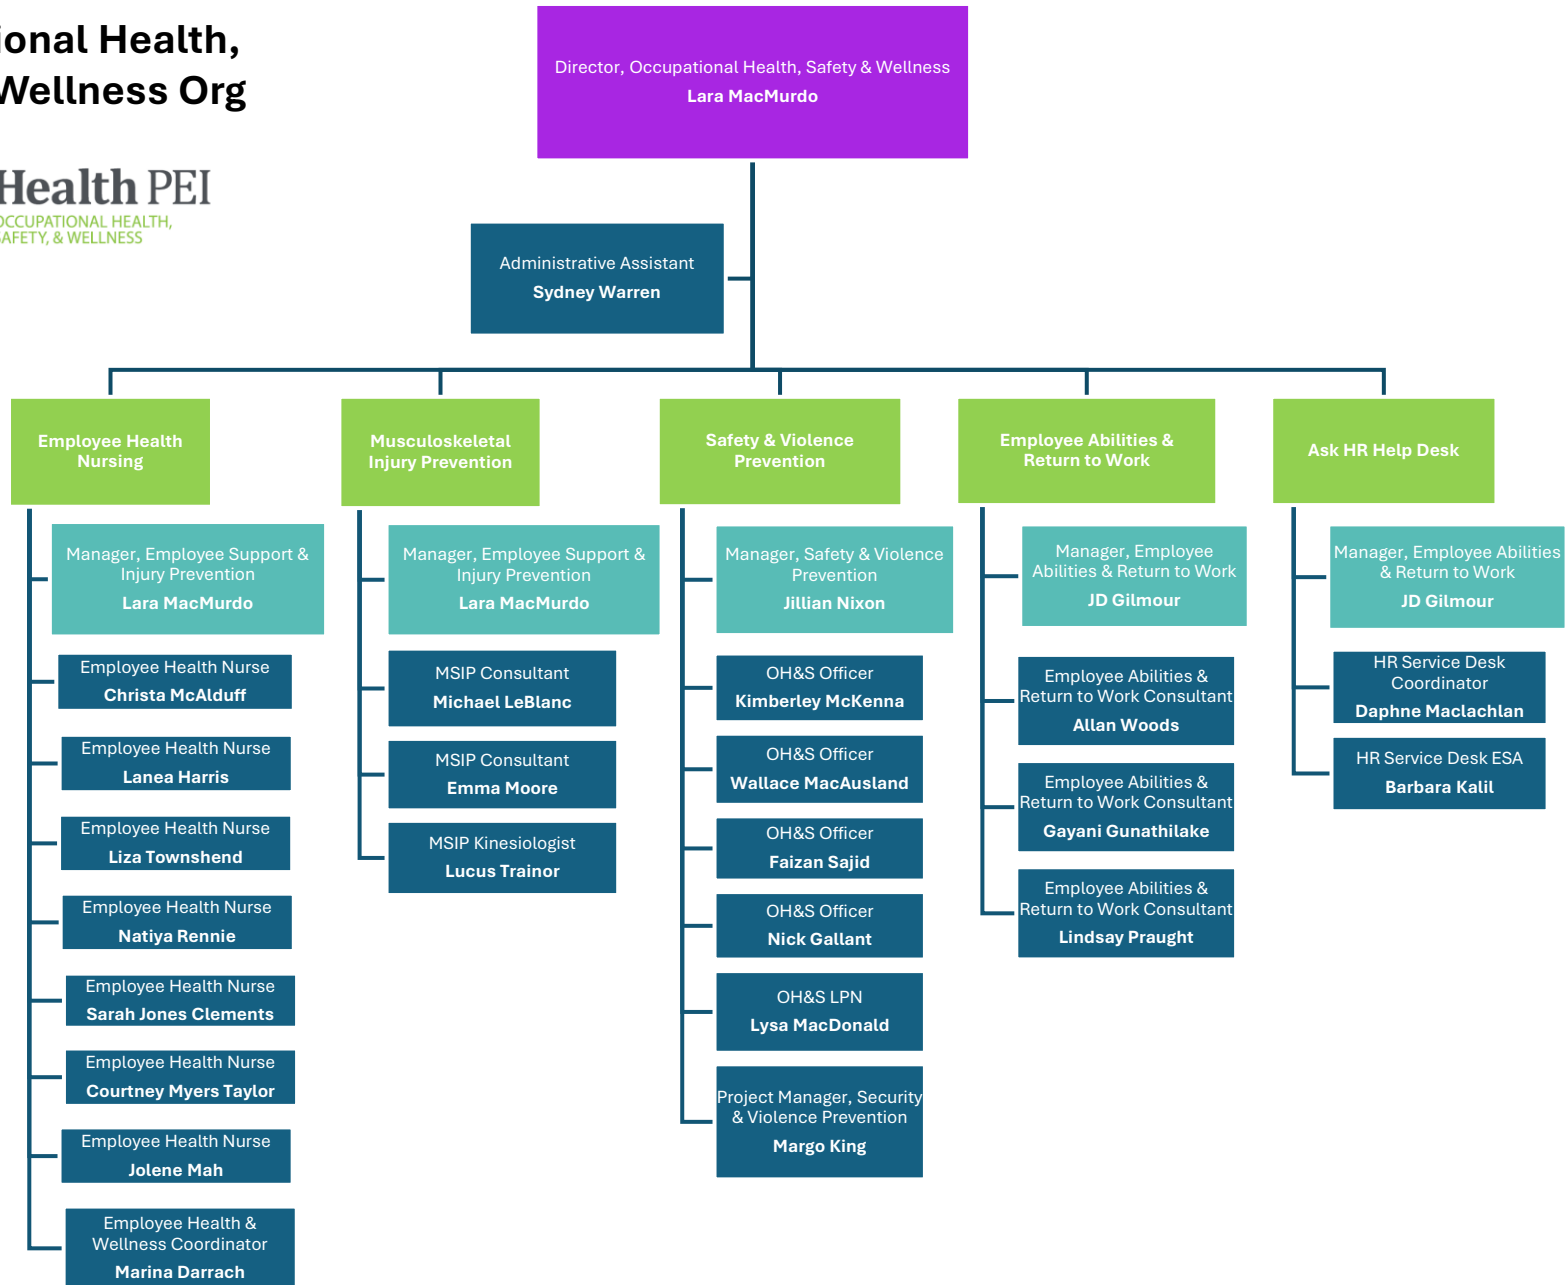 ional Health,
Wellness Org
Health PEI
OCCUPATIONAL HEALTH,
SAFETY, & WELLNESS
Director, Occupational Health, Safety & Wellness
Lara MacMurdo
Administrative Assistant
Sydney Warren
Employee Health
Nursing
Manager, Employee Support &
Injury Prevention
Lara MacMurdo
Employee Health Nurse
Christa McAlduff
Employee Health Nurse
Lanea Harris
Employee Health Nurse
Liza Townshend
Employee Health Nurse
Natiya Rennie
Employee Health Nurse
Sarah Jones Clements
Employee Health Nurse
Courtney Myers Taylor
Employee Health Nurse
Jolene Mah
Employee Health &
Wellness Coordinator
Marina Darrach
Musculoskeletal
Injury Prevention
Manager, Employee Support &
Injury Prevention
Lara MacMurdo
MSIP Consultant
Michael LeBlanc
MSIP Consultant
Emma Moore
MSIP Kinesiologist
Lucus Trainor
Safety & Violence
Prevention
Manager, Safety & Violence
Prevention
Jillian Nixon
OH&S Officer
Kimberley McKenna
OH&S Officer
Wallace MacAusland
OH&S Officer
Faizan Sajid
OH&S Officer
Nick Gallant
OH&S LPN
Lysa MacDonald
Project Manager, Security
& Violence Prevention
Margo King
Employee Abilities &
Return to Work
Manager, Employee
Abilities & Return to Work
JD Gilmour
Employee Abilities &
Return to Work Consultant
Allan Woods
Employee Abilities &
Return to Work Consultant
Gayani Gunathilake
Employee Abilities &
Return to Work Consultant
Lindsay Praught
Ask HR Help Desk
Manager, Employee Abilities
& Return to Work
JD Gilmour
HR Service Desk
Coordinator
Daphne Maclachlan
HR Service Desk ESA
Barbara Kalil